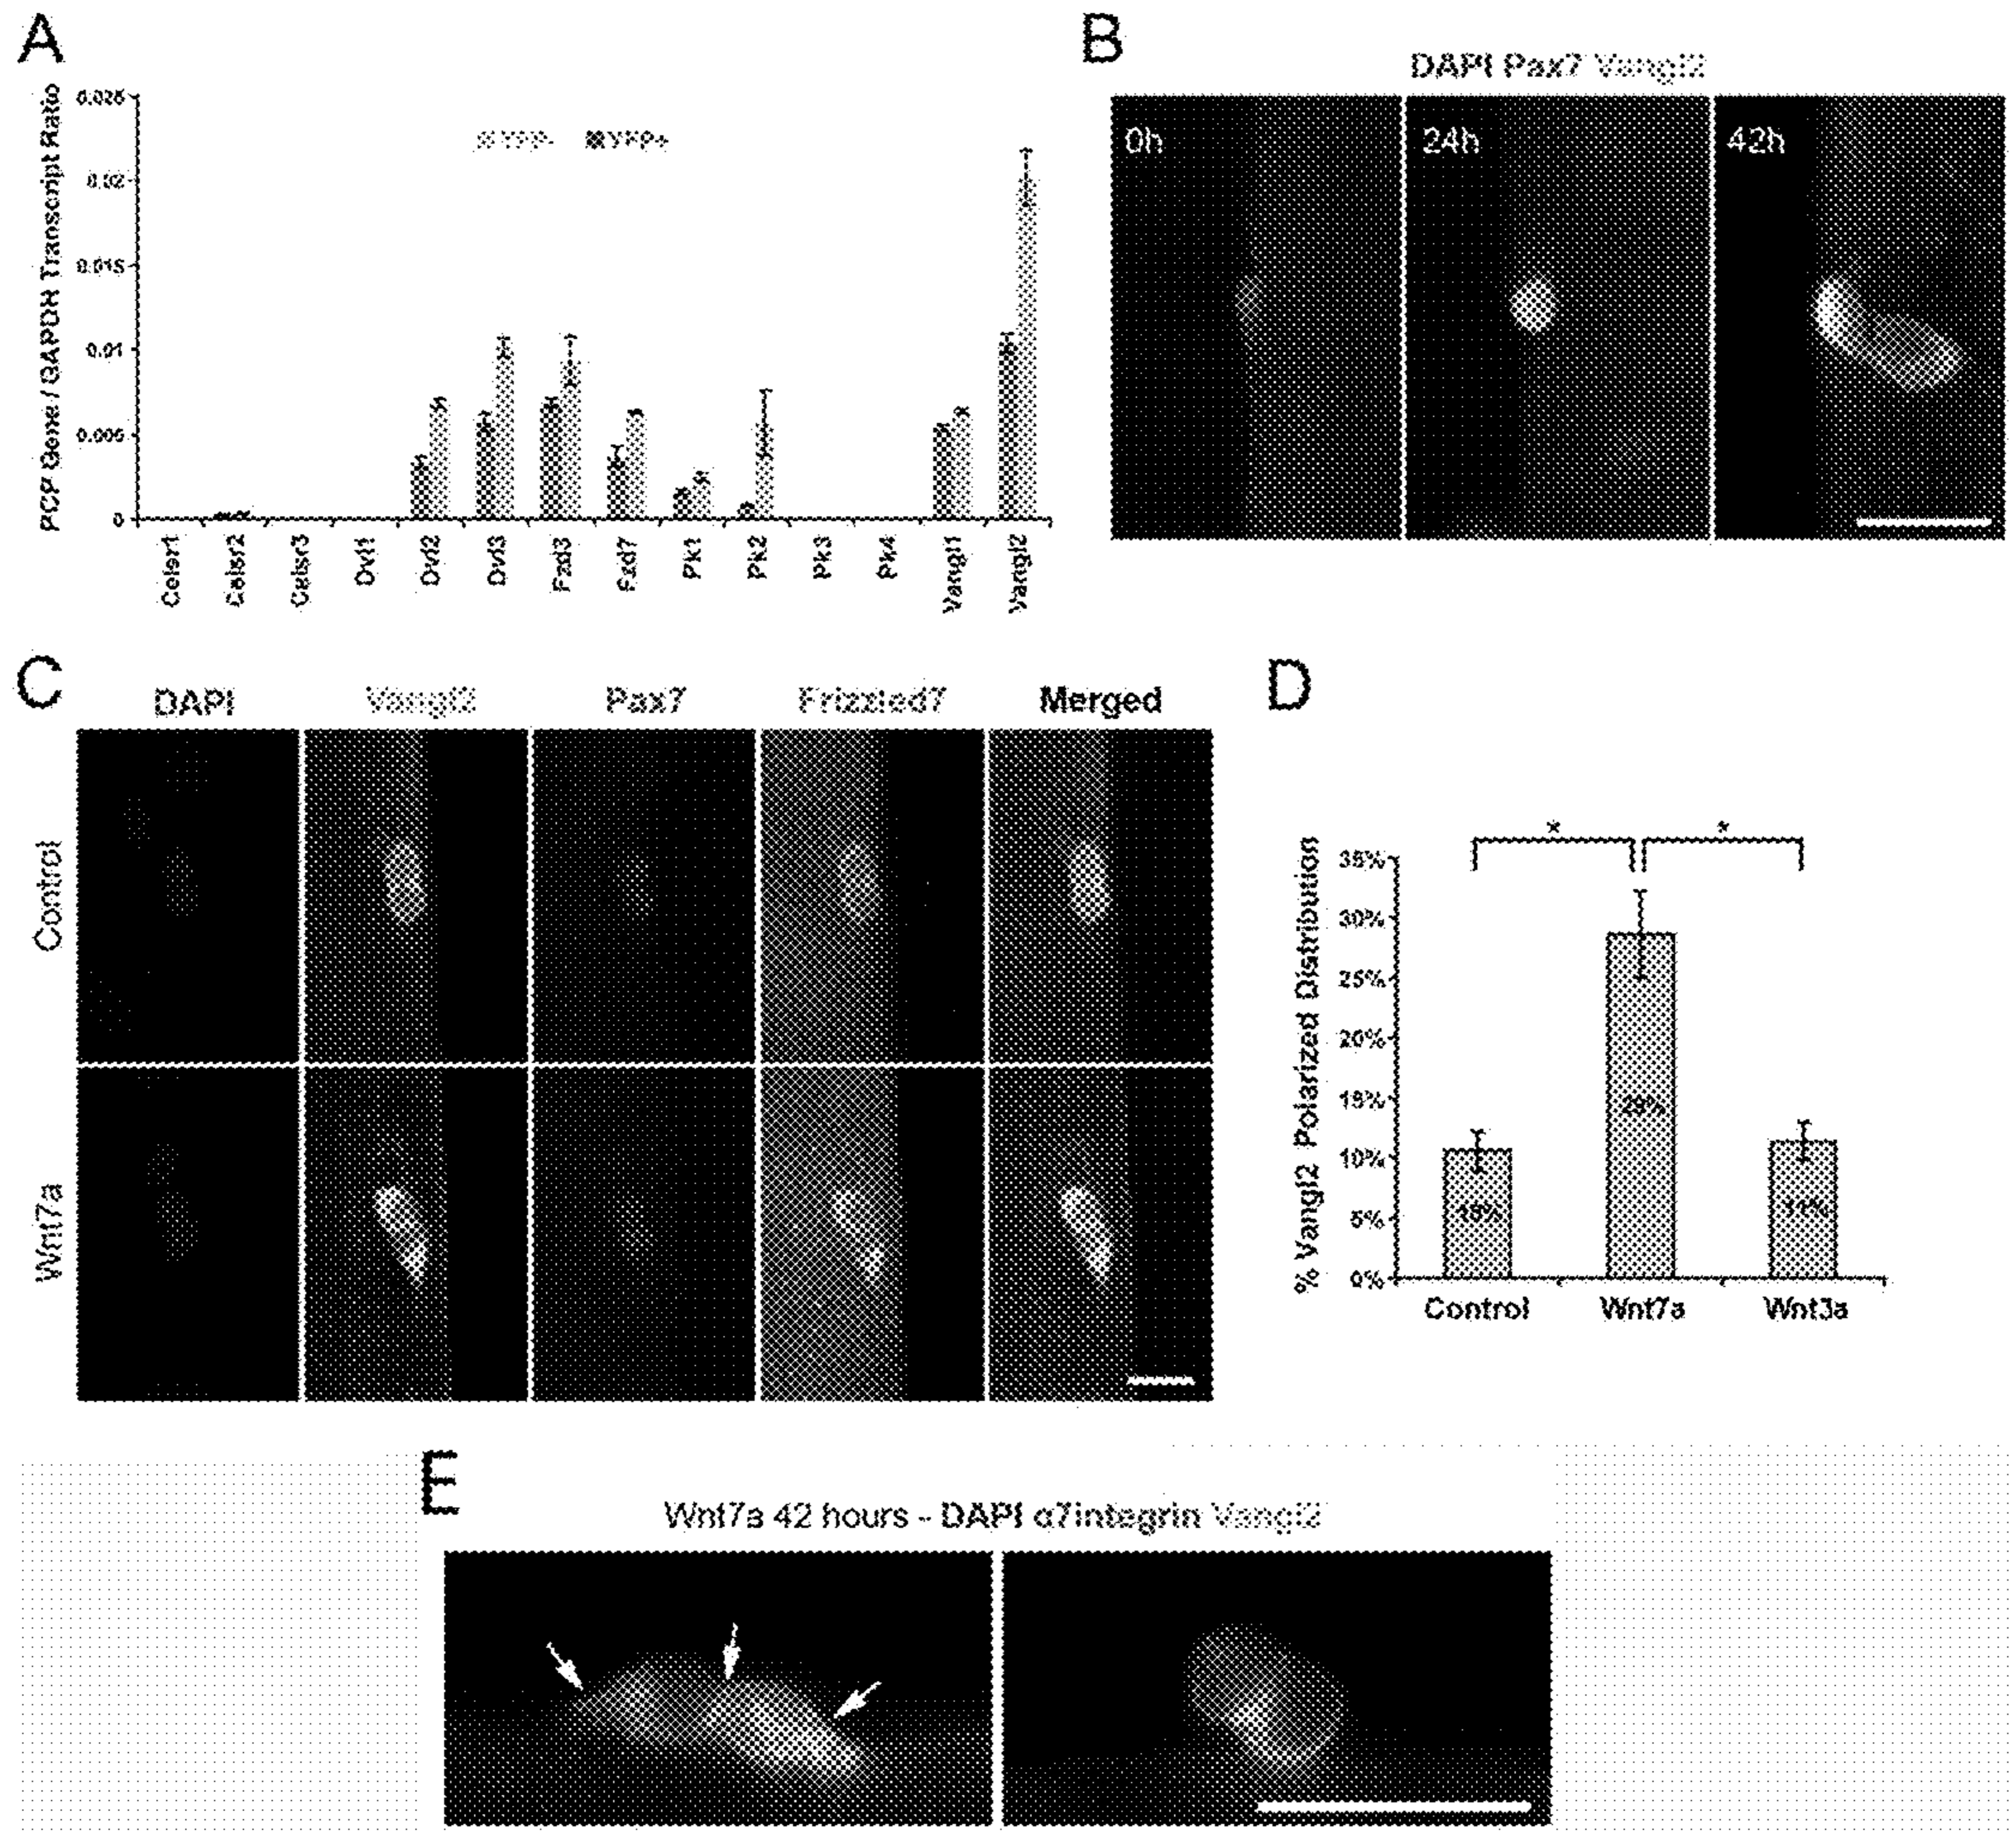 A
PCP Gene / GAPDH Transcript Ratio
0.025
0.02
0.015
0.01
0.005
0
YFP- YFP+
Celsr1
Celsr2
Celsr3
Dvl1
Dvl2
Dvl3
Fzd3
Fzd7
Pk1
Pk2
Pk3
Pk4
Vangl1
Vangl2
B
DAPI Pax7 Vangl2
0h
24h
42h
C
DAPI Vangl2 Pax7 Frizzled7 Merged
Control
Wnt7a
D
% Vangl2 Polarized Distribution
* *
35%
30%
25%
20%
15%
10%
5%
0%
11%
Control Wnt7a Wnt3a
E
Wnt7a 42 hours - DAPI α7integrin Vangl2